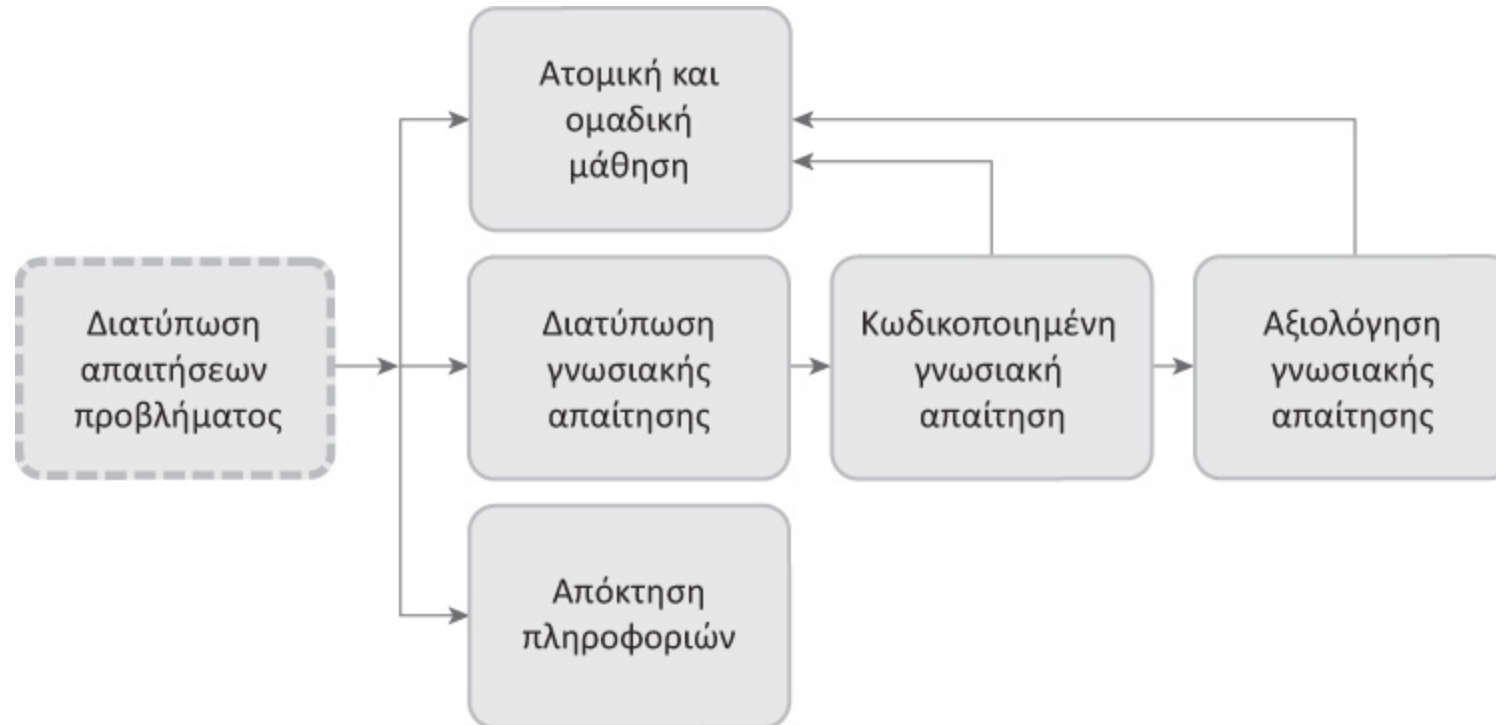 Ατομική και
ομαδική
μάθηση
Διατύπωση
απαιτήσεων
προβλήματος
Διατύπωση
γνωσιακής
απαίτησης
Κωδικοποιημένη
γνωσιακή
απαίτηση
Αξιολόγηση
γνωσιακής
απαίτησης
Απόκτηση
πληροφοριών